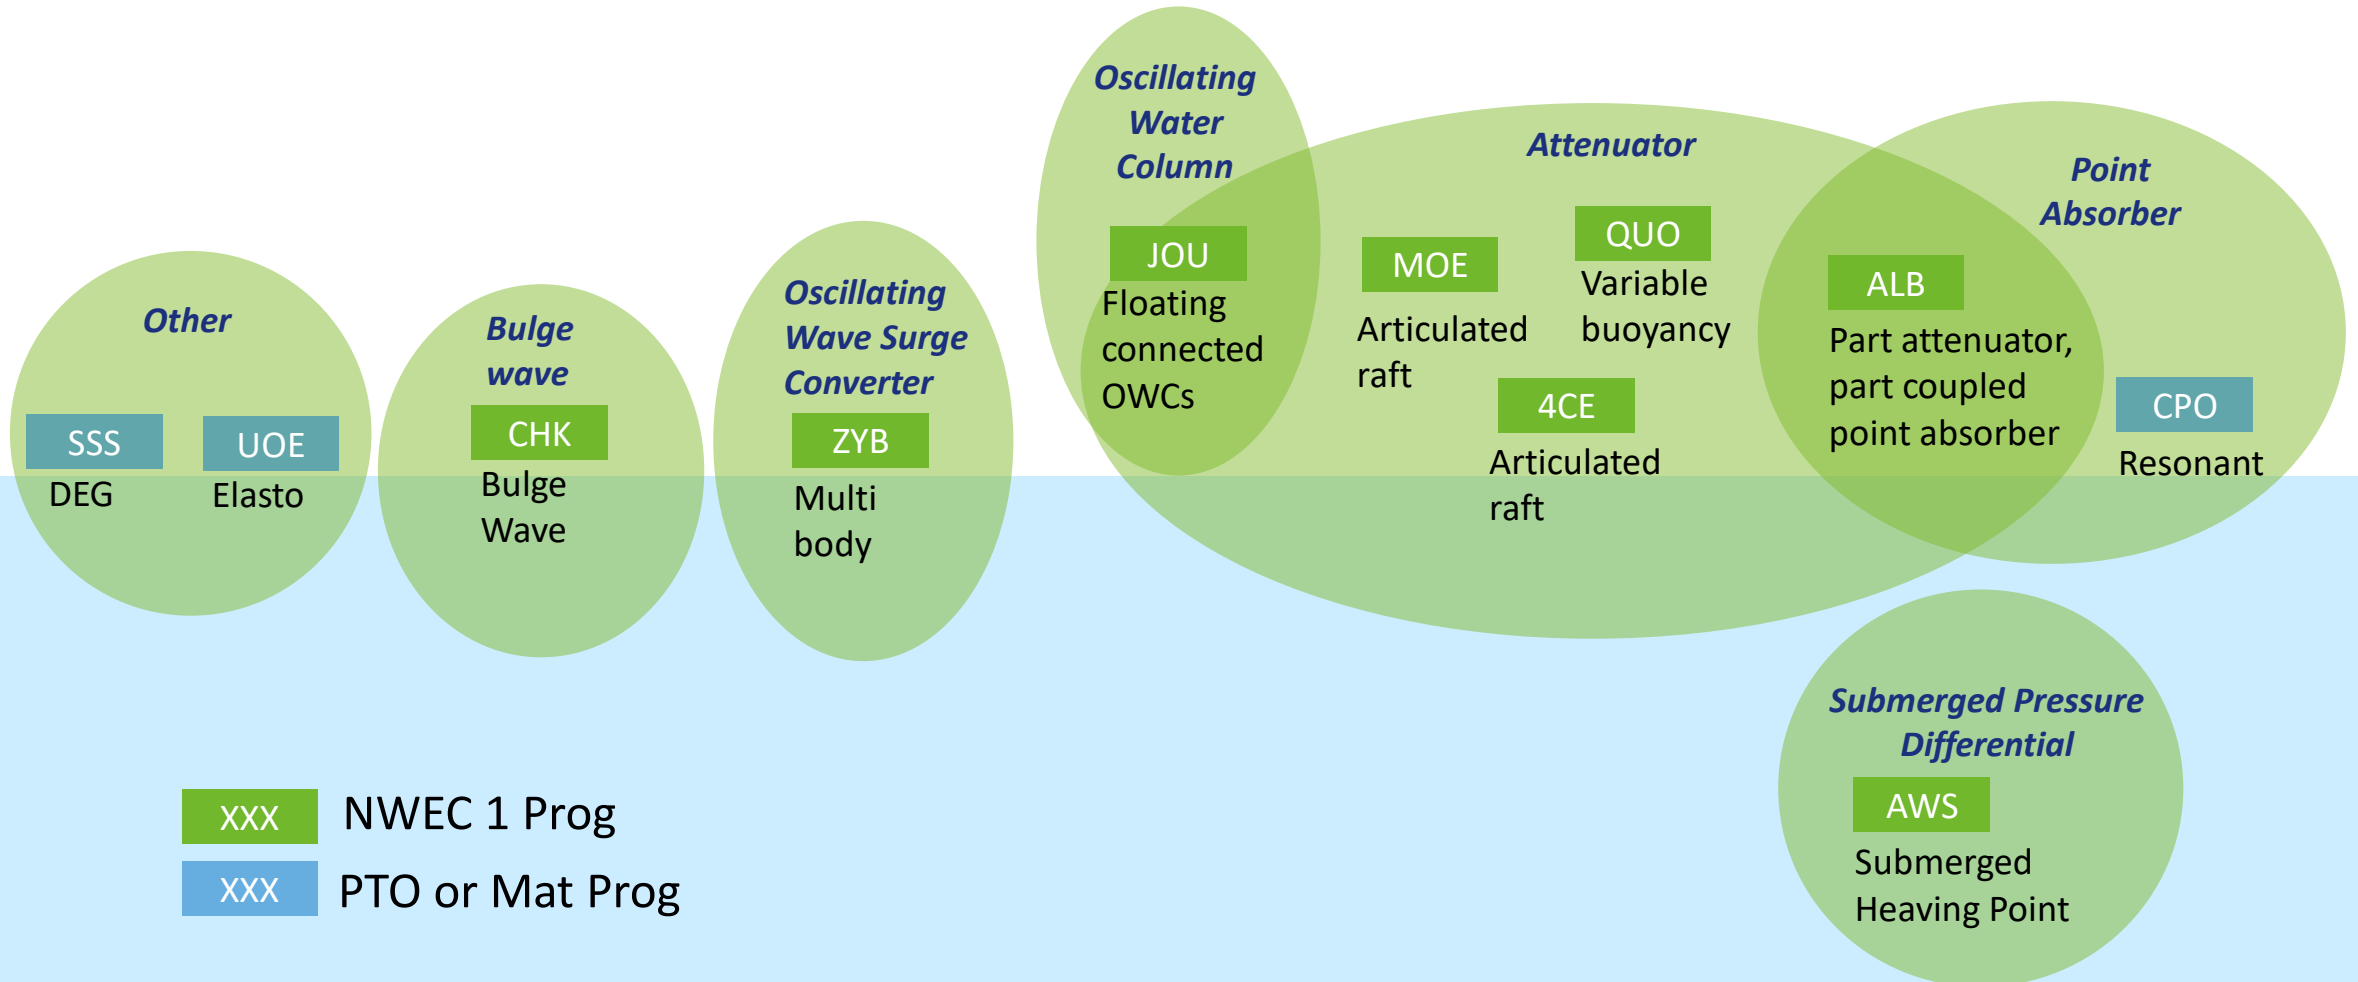 Other
SSS
DEG
UOE
Elasto
Bulge
wave
CHK
Bulge
Wave
Oscillating
Wave Surge
Converter
ZYB
Multi
body
Oscillating
Water
Column
JOU
Floating
connected
OWCs
Attenuator
MOE
Articulated
raft
QUO
Variable
buoyancy
4CE
Articulated
raft
Point
Absorber
ALB
Part attenuator,
part coupled
point absorber
CPO
Resonant
Submerged Pressure
Differential
AWS
Submerged
Heaving Point
XXX NWEC 1 Prog
XXX PTO or Mat Prog